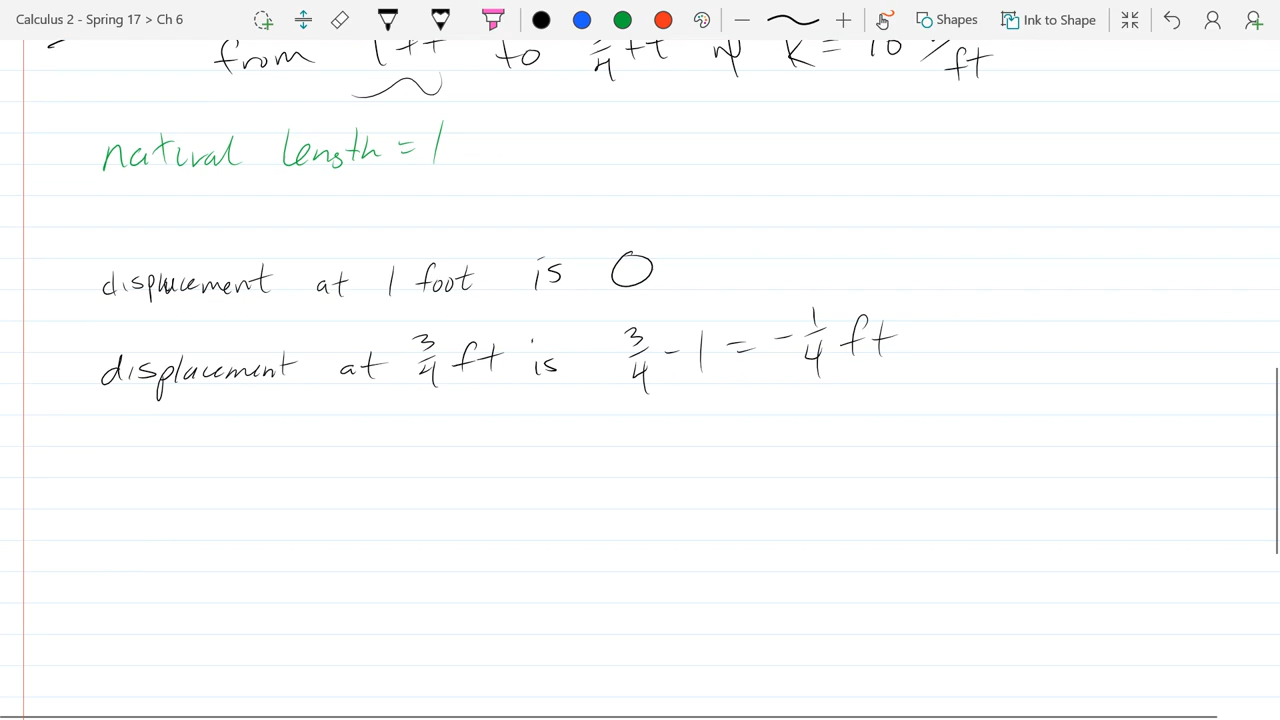 Calculus 2 - Spring 17 > Ch 6
Shapes
Ink to Shape
from 1 ft to 3/4 ft w/ k = 16 /ft
natural length = 1
displacement at 1 foot is 0
displacement at 3/4 ft is 3/4 - 1 = -1/4 ft